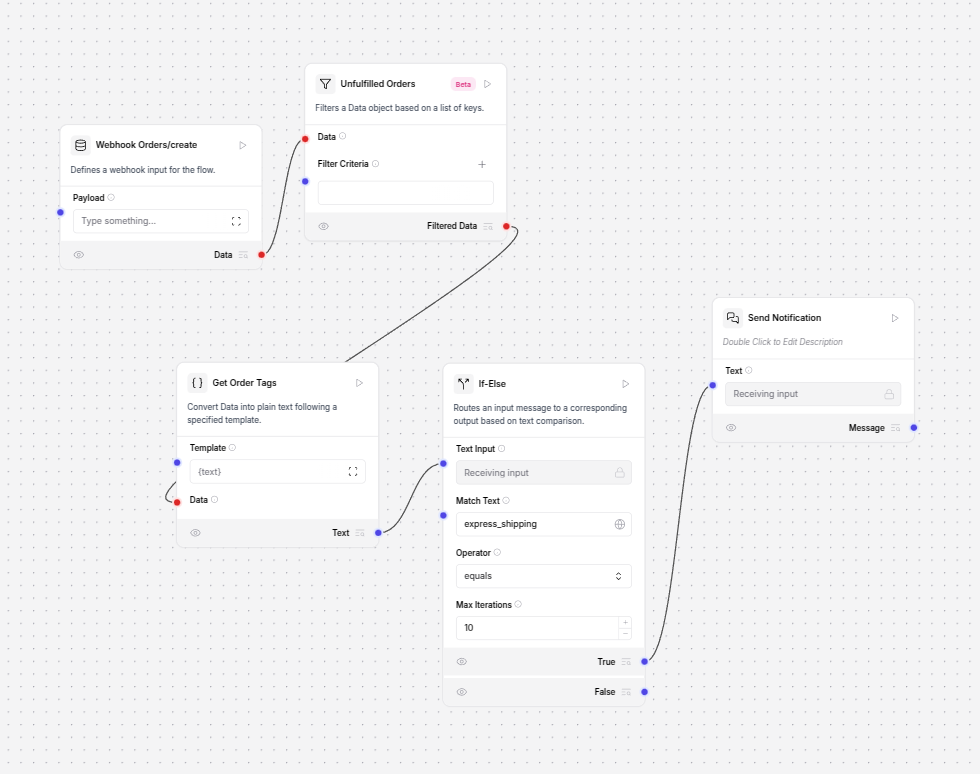 Webhook Orders/create
Defines a webhook input for the flow.
Payload
Type something...
Data
Unfulfilled Orders
Beta
Filters a Data object based on a list of keys.
Data
Filter Criteria
Filtered Data
Get Order Tags
Convert Data into plain text following a
specified template.
Template
{text}
Data
Text
If-Else
Routes an input message to a corresponding
output based on text comparison.
Text Input
Receiving input
Match Text
express_shipping
Operator
equals
Max Iterations
10
True
False
Send Notification
Double Click to Edit Description
Text
Receiving input
Message